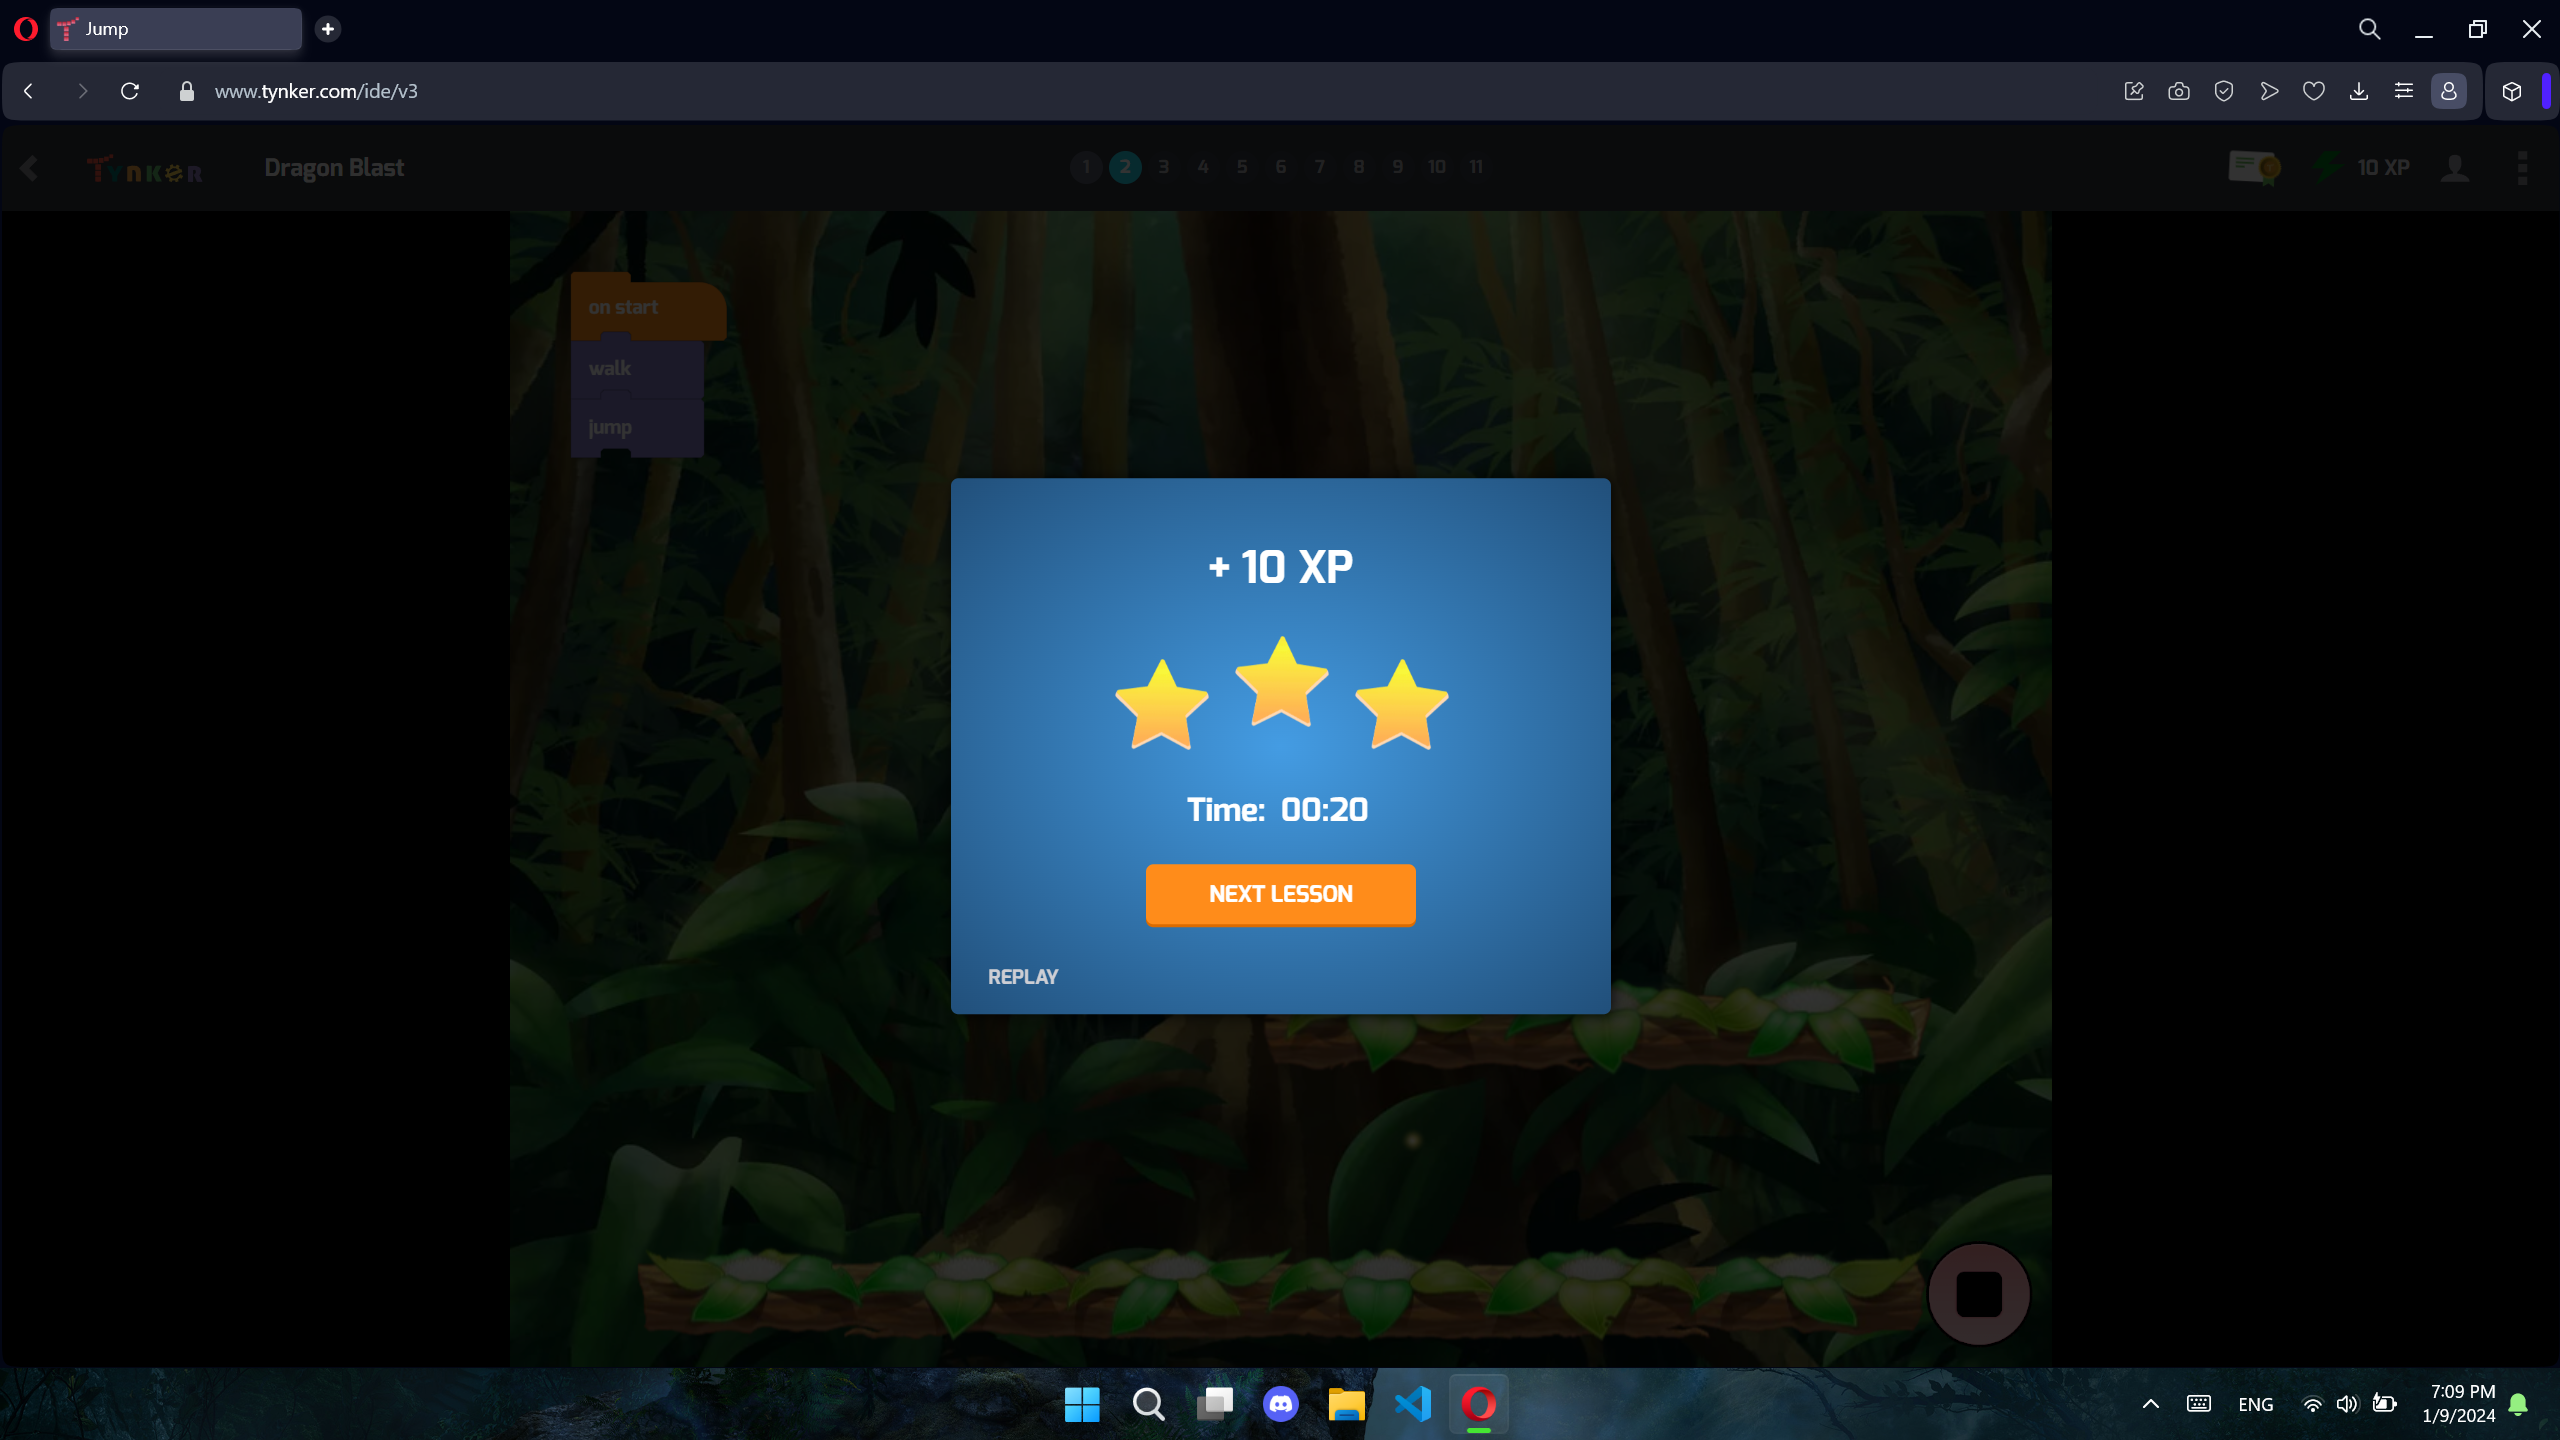 Jump
www.tynker.com/ide/v3
TYNKER
Dragon Blast
1 2 3 4 5 6 7 8 9 10 11
10 XP
on start
walk
jump
+ 10 XP
Time: 00:20
NEXT LESSON
REPLAY
ENG
7:09 PM
1/9/2024